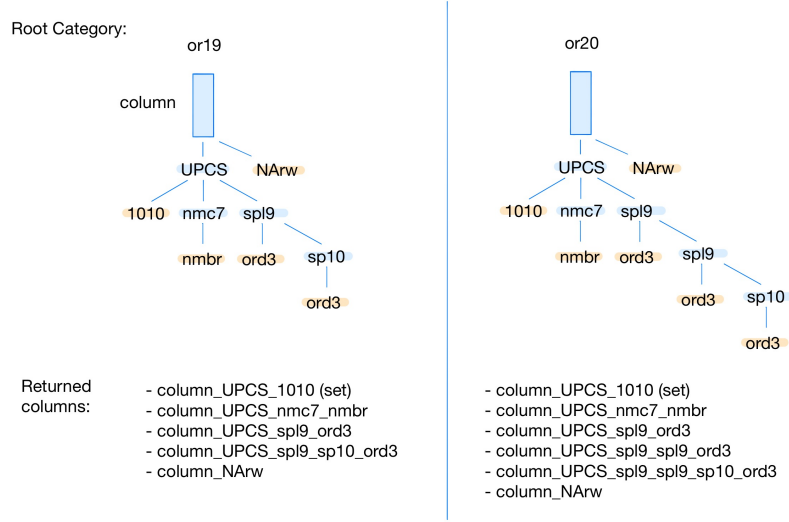 Root Category:
or19
column
UPCS NArw
1010 nmc7 spl9
nmbr ord3 sp10
ord3
Returned
columns:
- column_UPCS_1010 (set)
- column_UPCS_nmc7_nmbr
- column_UPCS_spl9_ord3
- column_UPCS_spl9_sp10_ord3
- column_NArw
or20
UPCS NArw
1010 nmc7 spl9
nmbr ord3 spl9
ord3 sp10
ord3
- column_UPCS_1010 (set)
- column_UPCS_nmc7_nmbr
- column_UPCS_spl9_ord3
- column_UPCS_spl9_spl9_ord3
- column_UPCS_spl9_spl9_sp10_ord3
- column_NArw